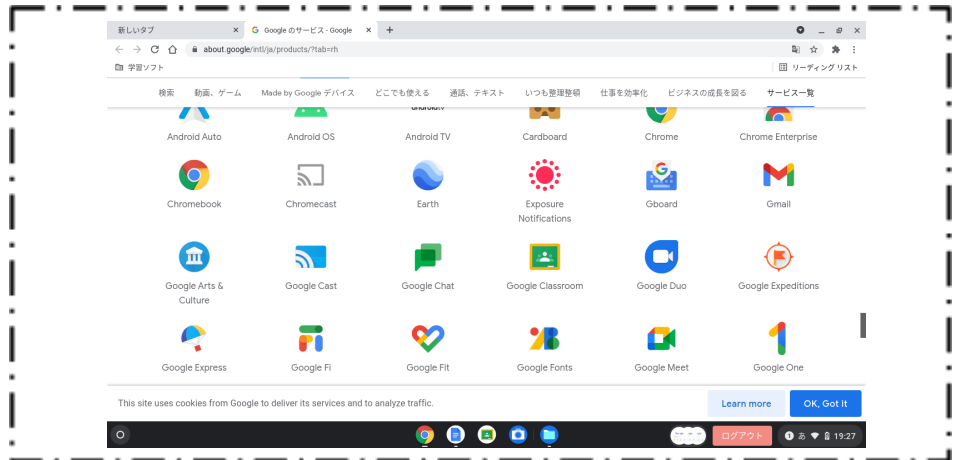 新しいタブ
Google のサービス - Google
about.google/intl/ja/products/?tab=rh
学習ソフト
リーディング リスト
検索 動画、ゲーム Made by Google デバイス どこでも使える 通話、テキスト いつも整理整頓 仕事を効率化 ビジネスの成長を図る サービス一覧
Android Auto Android OS Android TV Cardboard Chrome Chrome Enterprise
Chromebook Chromecast Earth Exposure Notifications Gboard Gmail
Google Arts & Culture Google Cast Google Chat Google Classroom Google Duo Google Expeditions
Google Express Google Fi Google Fit Google Fonts Google Meet Google One
This site uses cookies from Google to deliver its services and to analyze traffic.
Learn more
OK, Got it
ログアウト
1 あ 19:27